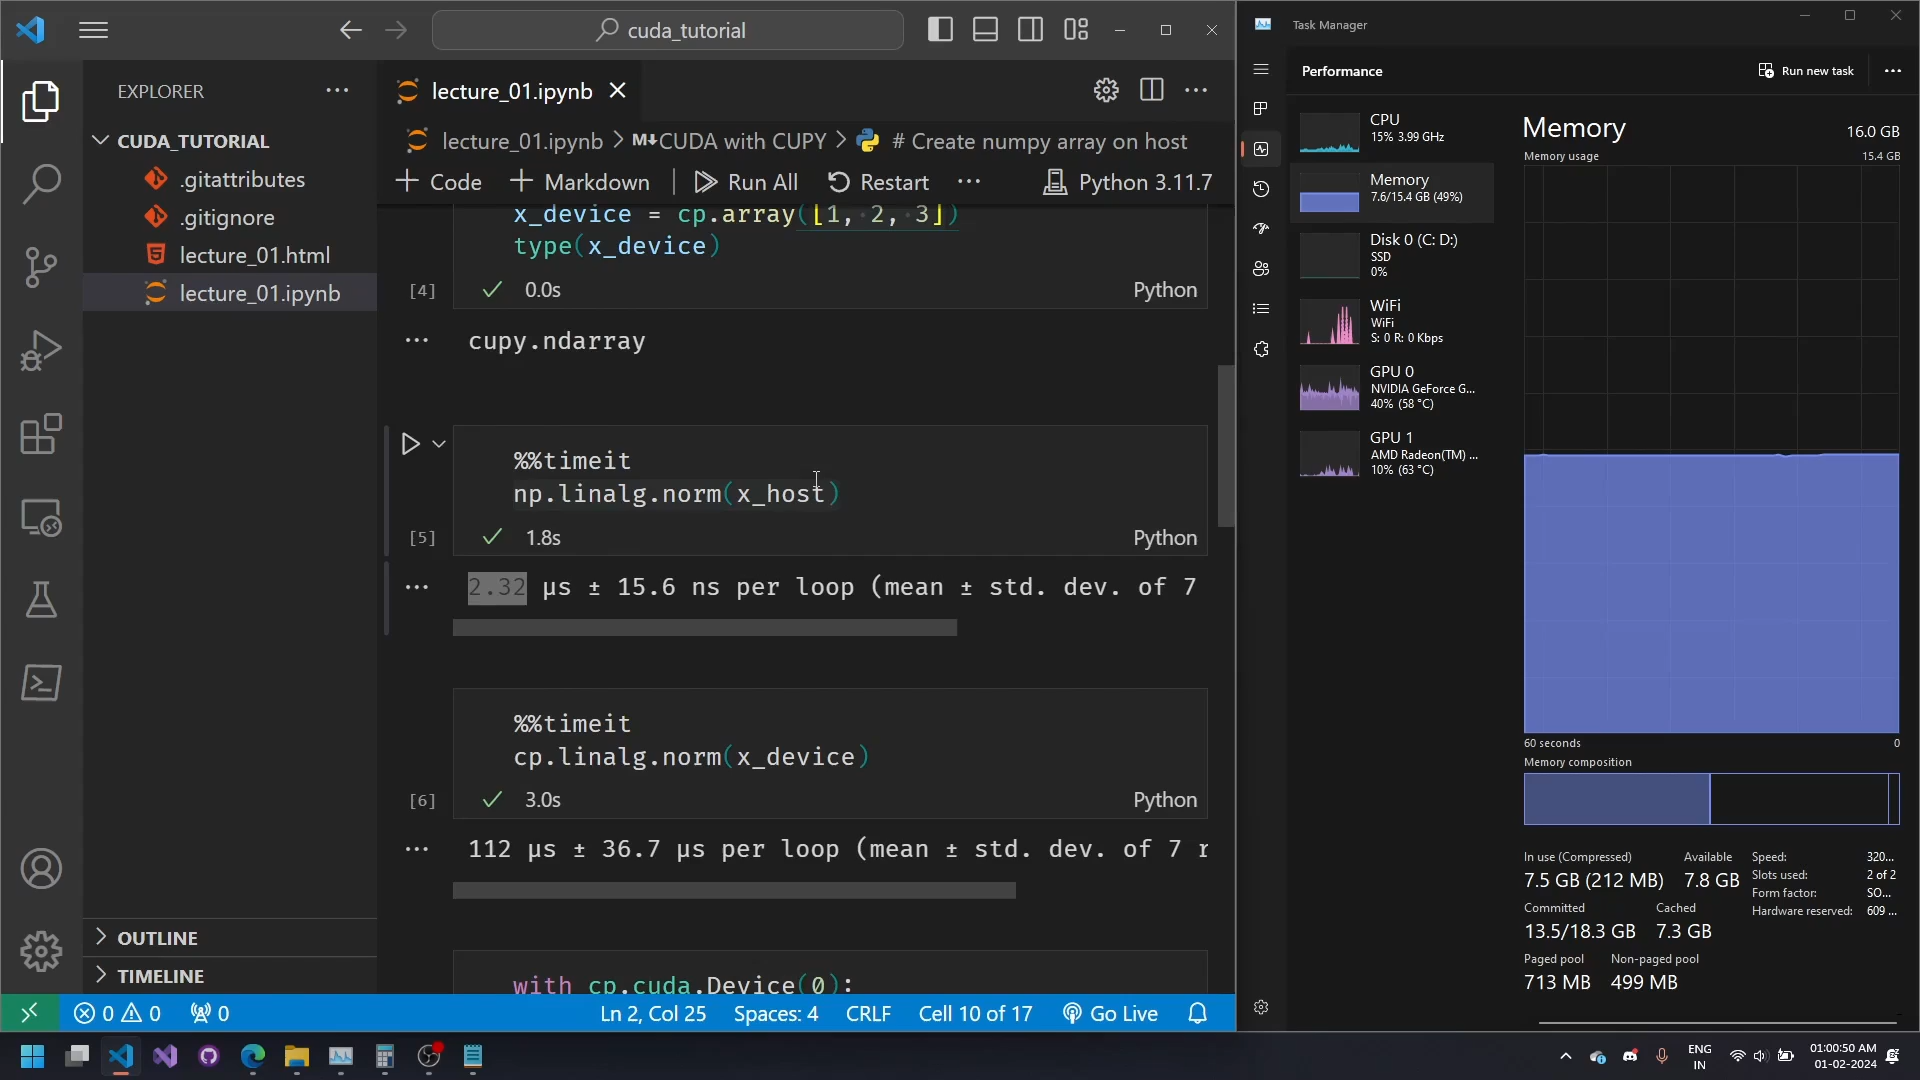 cuda_tutorial
EXPLORER
CUDA_TUTORIAL
.gitattributes
.gitignore
lecture_01.html
lecture_01.ipynb
OUTLINE
TIMELINE
lecture_01.ipynb
lecture_01.ipynb > M↓CUDA with CUPY > # Create numpy array on host
+ Code + Markdown Run All Restart ... Python 3.11.7
x_device = cp.array([1, 2, 3])
type(x_device)
[4] 0.0s Python
cupy.ndarray
%%timeit
np.linalg.norm(x_host)
[5] 1.8s Python
2.32 µs ± 15.6 ns per loop (mean ± std. dev. of 7
%%timeit
cp.linalg.norm(x_device)
[6] 3.0s Python
112 µs ± 36.7 µs per loop (mean ± std. dev. of 7 r
with cp.cuda.Device(0):
0 0 0 Ln 2, Col 25 Spaces: 4 CRLF Cell 10 of 17 Go Live
Task Manager
Performance Run new task
CPU
15% 3.99 GHz
Memory
7.6/15.4 GB (49%)
Disk 0 (C: D:)
SSD
0%
WiFi
WiFi
S: 0 R: 0 Kbps
GPU 0
NVIDIA GeForce G...
40% (58 °C)
GPU 1
AMD Radeon(TM) ...
10% (63 °C)
Memory 16.0 GB
Memory usage 15.4 GB
60 seconds 0
Memory composition
In use (Compressed) Available
7.5 GB (212 MB) 7.8 GB
Committed Cached
13.5/18.3 GB 7.3 GB
Paged pool Non-paged pool
713 MB 499 MB
Speed: 320...
Slots used: 2 of 2
Form factor: SO...
Hardware reserved: 609 ...
ENG
IN
01:00:50 AM
01-02-2024